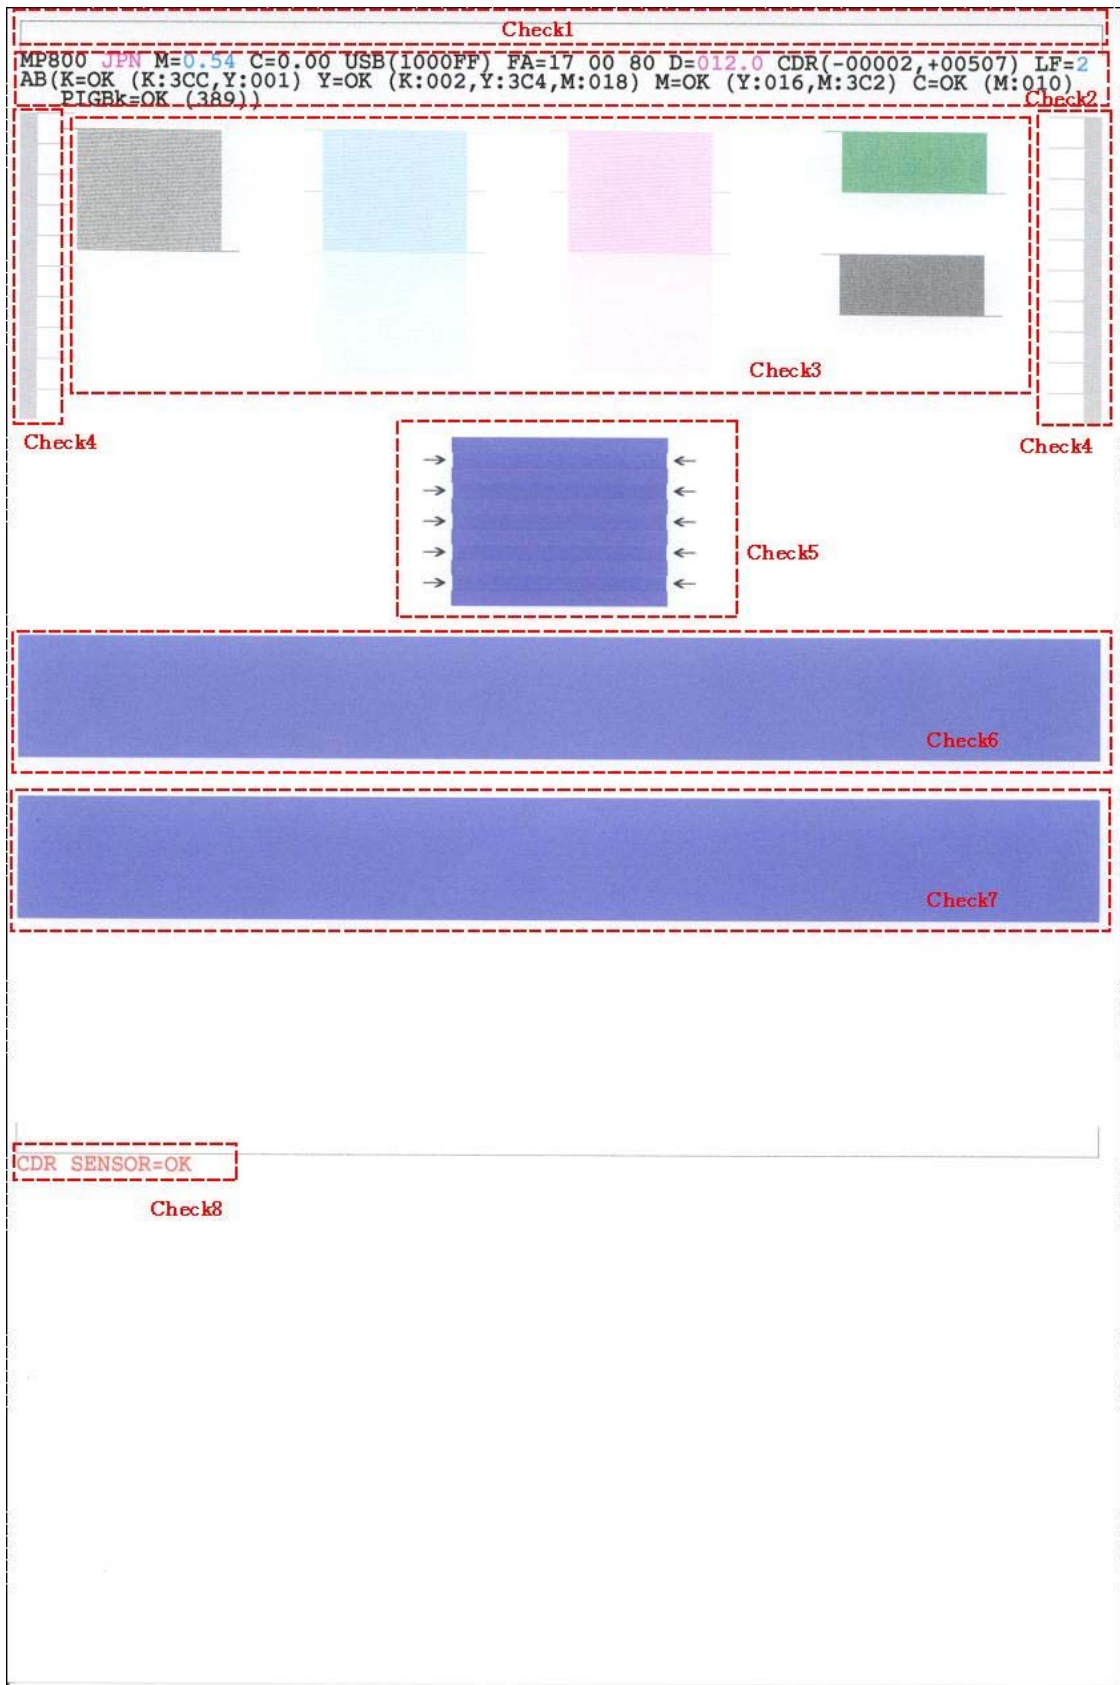 Check1
MP800 JPN M=0.54 C=0.00 USB(1000FF) FA=17 00 80 D=012.0 CDR(-00002,+00507) LF=2
AB(K=OK (K:3CC,Y:001) Y=OK (K:002,Y:3C4,M:018) M=OK (Y:016,M:3C2) C=OK (M:010)
PIGBk=OK (389))
Check2
Check3
Check4
Check4
Check5
Check6
Check7
CDR SENSOR=OK
Check8